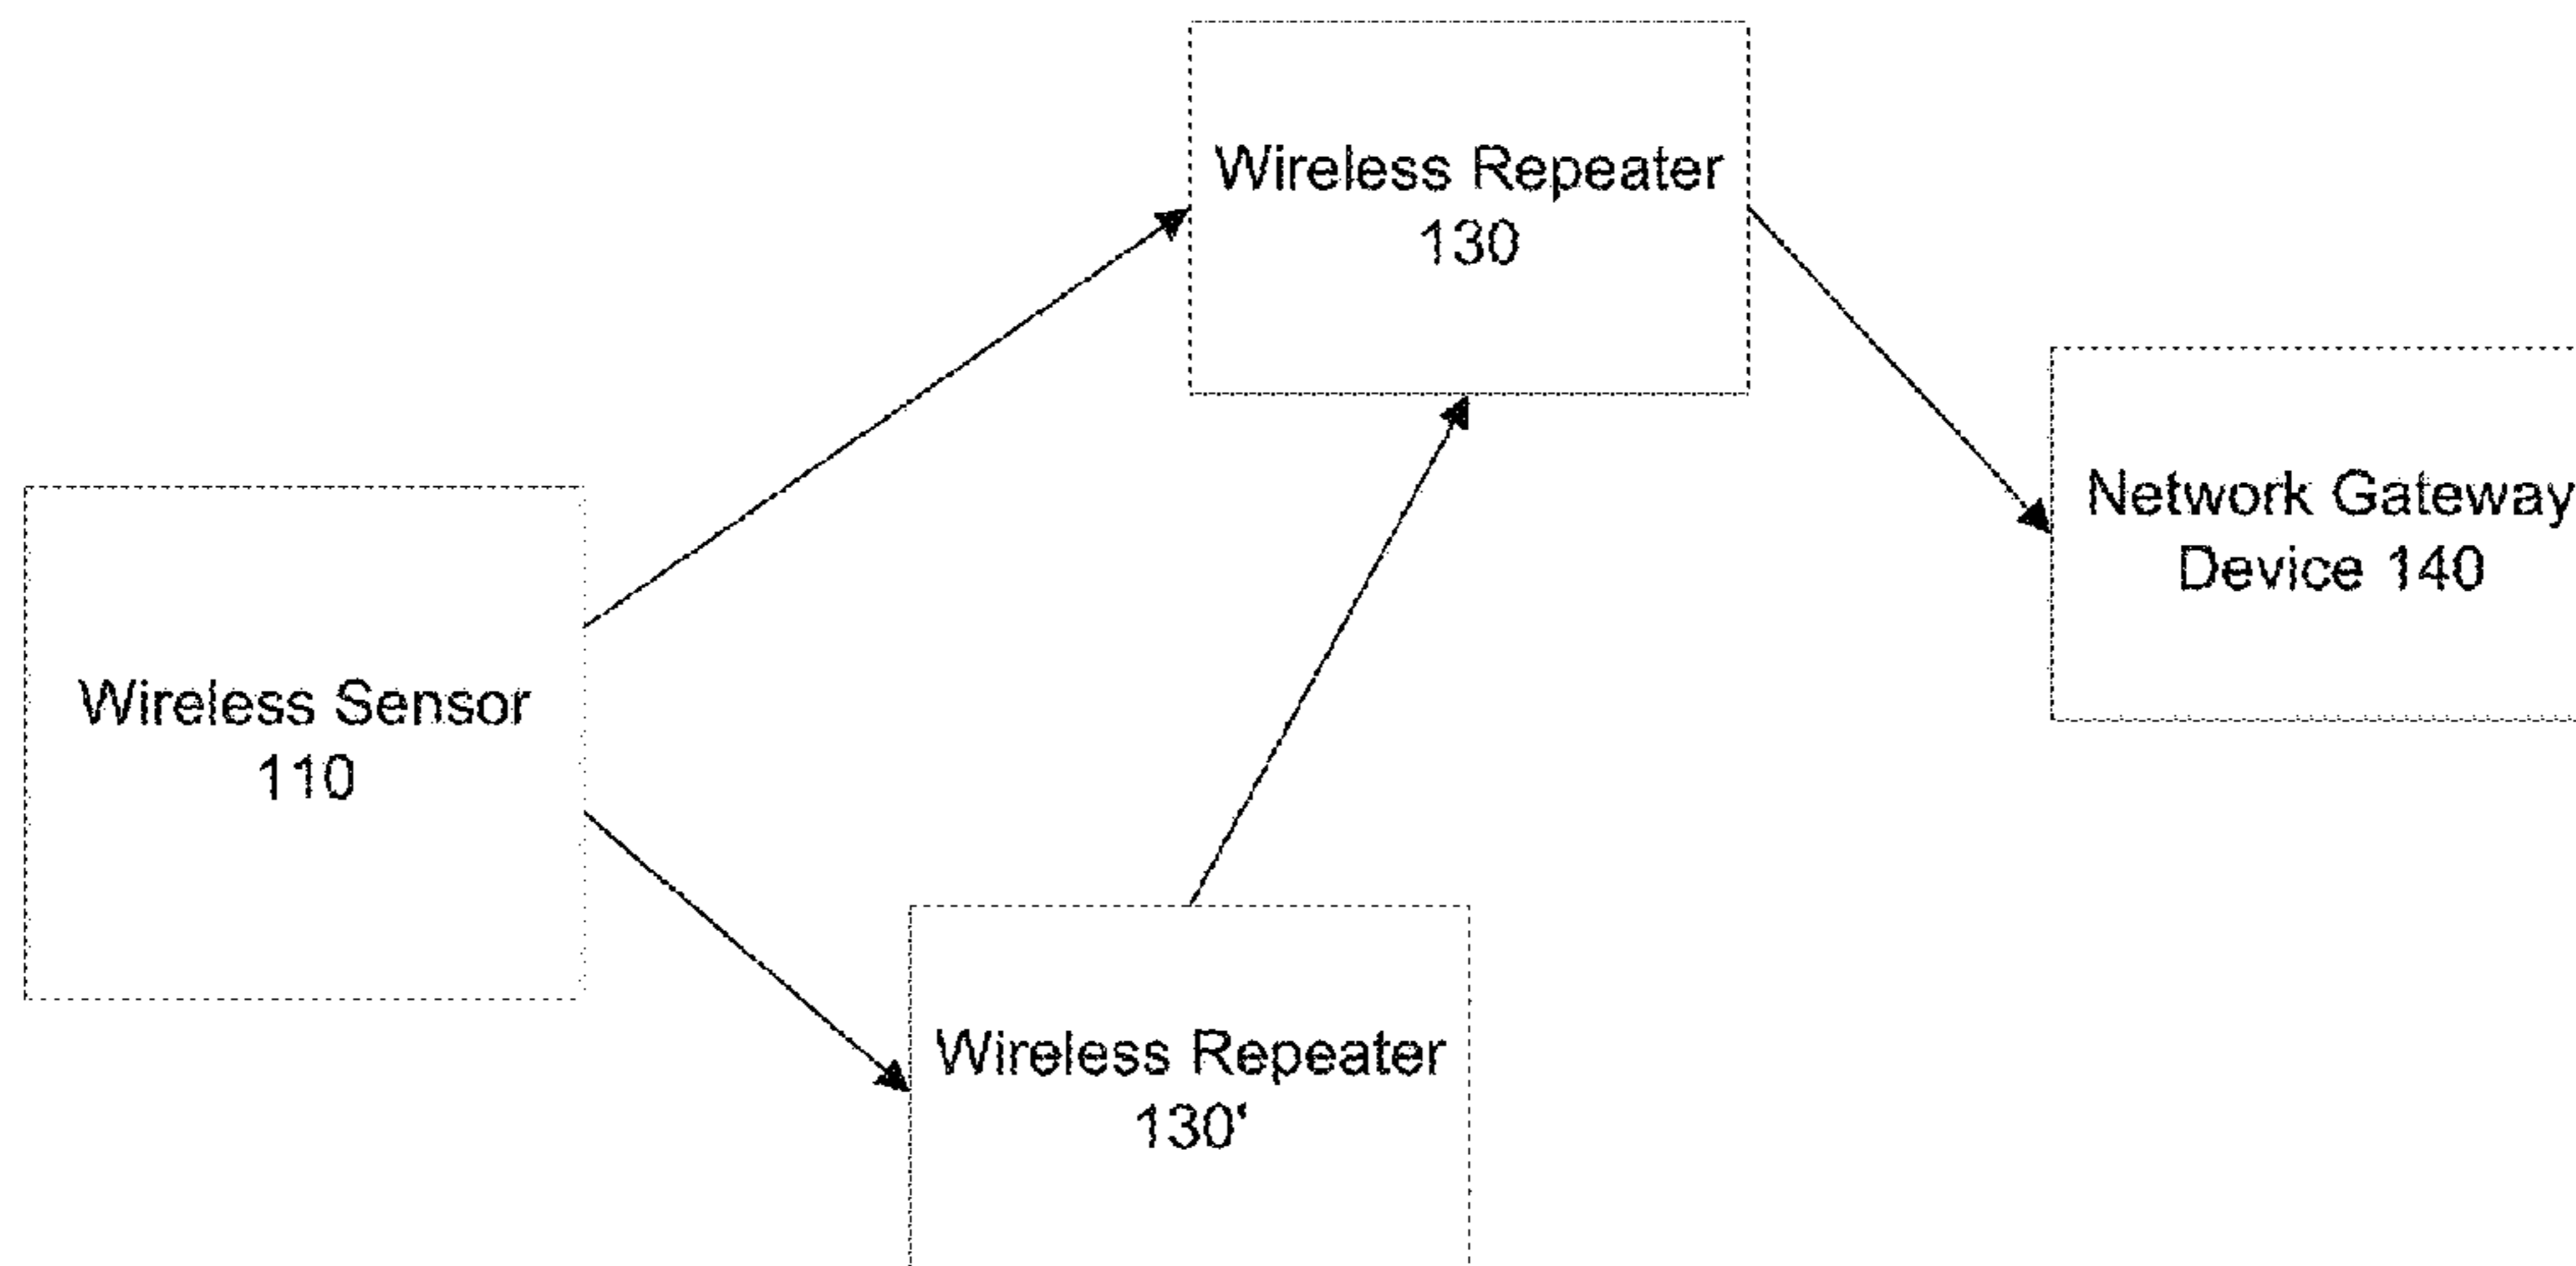 Wireless Repeater
130
Network Gateway
Device 140
Wireless Sensor
110
Wireless Repeater
130'